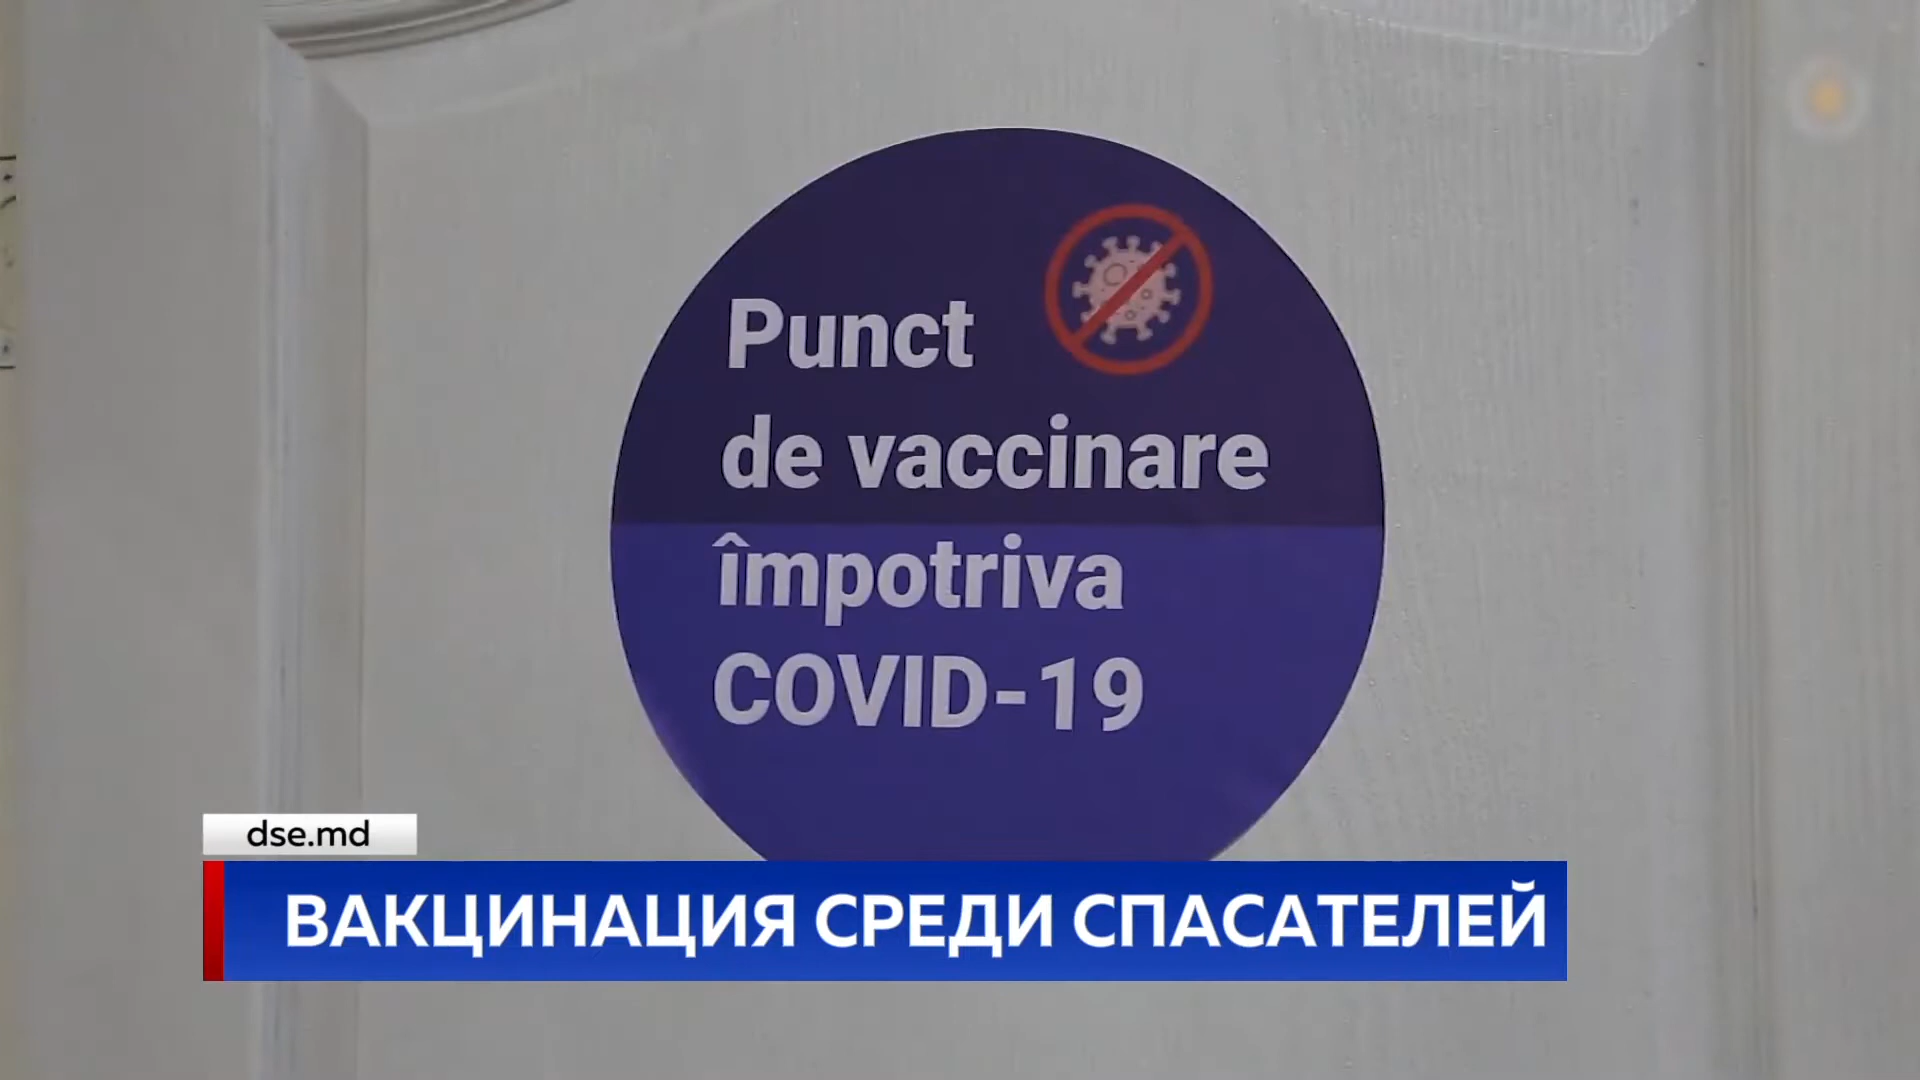 Punct
de vaccinare
împotriva
COVID-19
dse.md
ВАКЦИНАЦИЯ СРЕДИ СПАСАТЕЛЕЙ